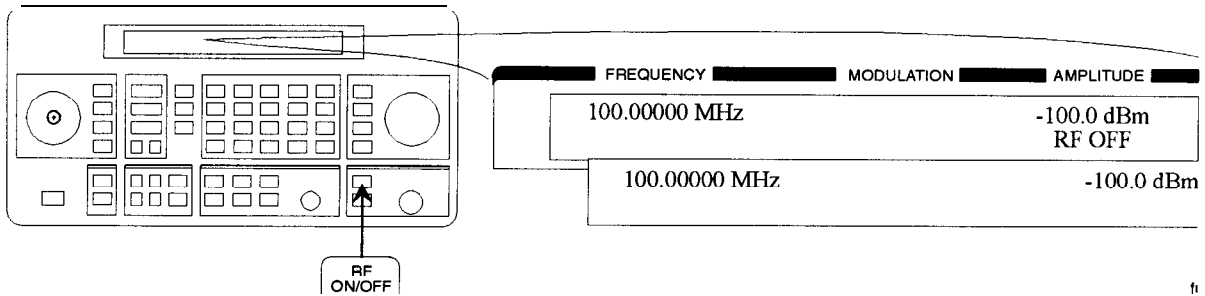 FREQUENCY MODULATION AMPLITUDE
100.00000 MHz -100.0 dBm
RF OFF
100.00000 MHz -100.0 dBm
RF
ON/OFF